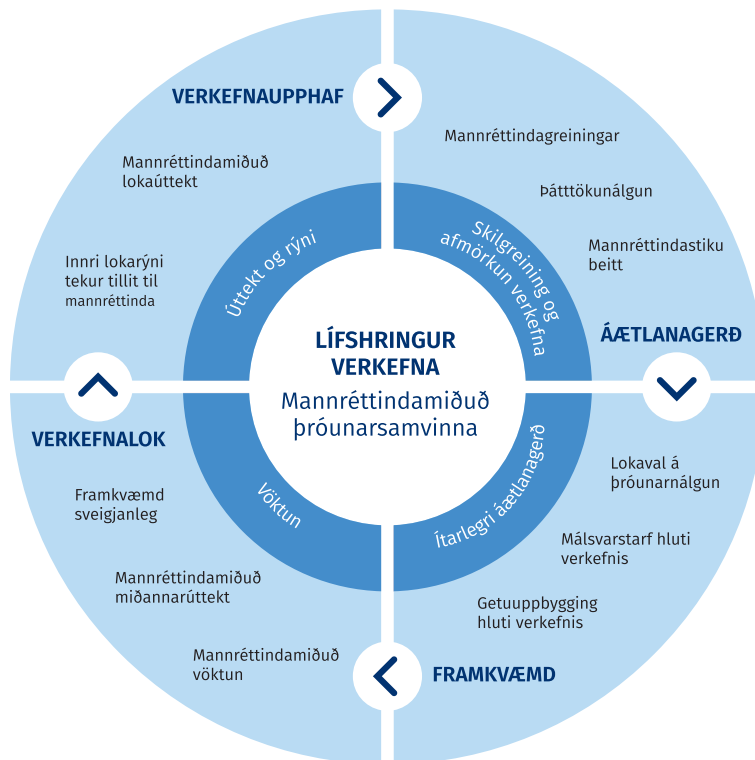 VERKEFNAUPPHAF
Mannréttindagreiningar
Þátttökunálgun
Mannréttindastiku
beitt
Skilgreining og
afmörkun verkefna
ÁÆTLANAGERÐ
Lokaval á
þróunarnálgun
Málsvarstarf hluti
verkefnis
Getuuppbygging
hluti verkefnis
Ítarlegri áætlanagerð
FRAMKVÆMD
Mannréttindamiðuð
vöktun
Mannréttindamiðuð
miðannarúttekt
Framkvæmd
sveigjanleg
Vöktun
VERKEFNALOK
Innri lokarýni
tekur tillit til
mannréttinda
Mannréttindamiðuð
lokaúttekt
Úttekt og rýni
LÍFSHRINGUR
VERKEFNA
Mannréttindamiðuð
þróunarsamvinna